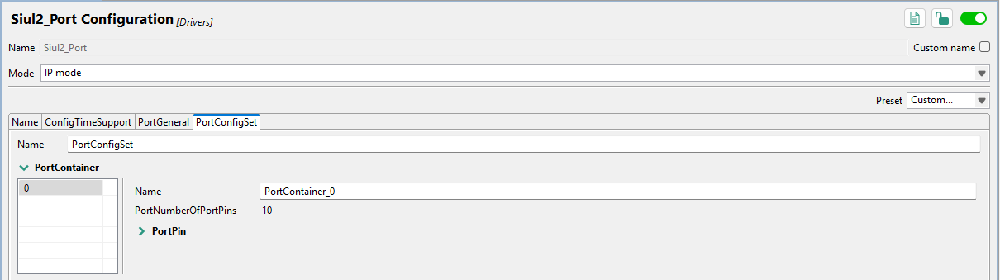 Siul2_Port Configuration [Drivers]
Name Siul2_Port Custom name
Mode IP mode
Preset Custom...
Name ConfigTimeSupport PortGeneral PortConfigSet
Name PortConfigSet
PortContainer
0
Name PortContainer_0
PortNumberOfPortPins 10
PortPin